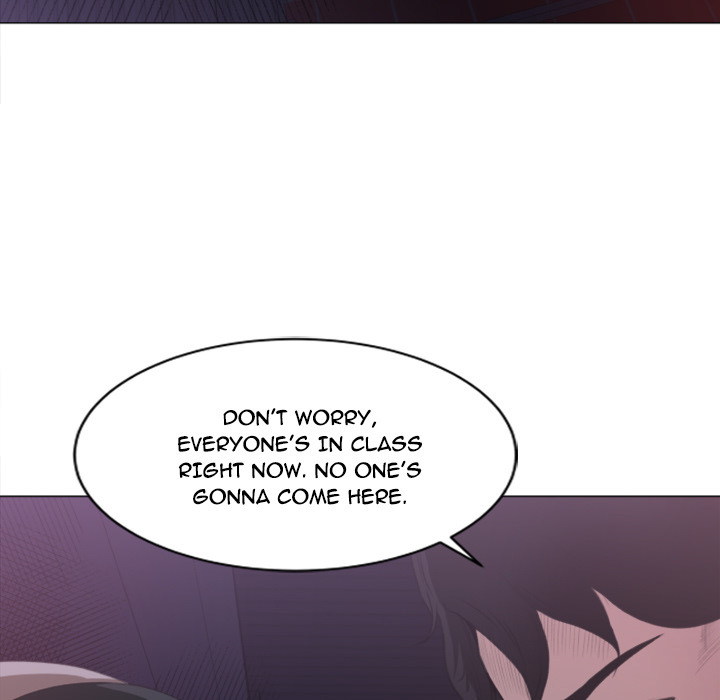 DON'T WORRY,
EVERYONE'S IN CLASS
RIGHT NOW. NO ONE'S
GONNA COME HERE.